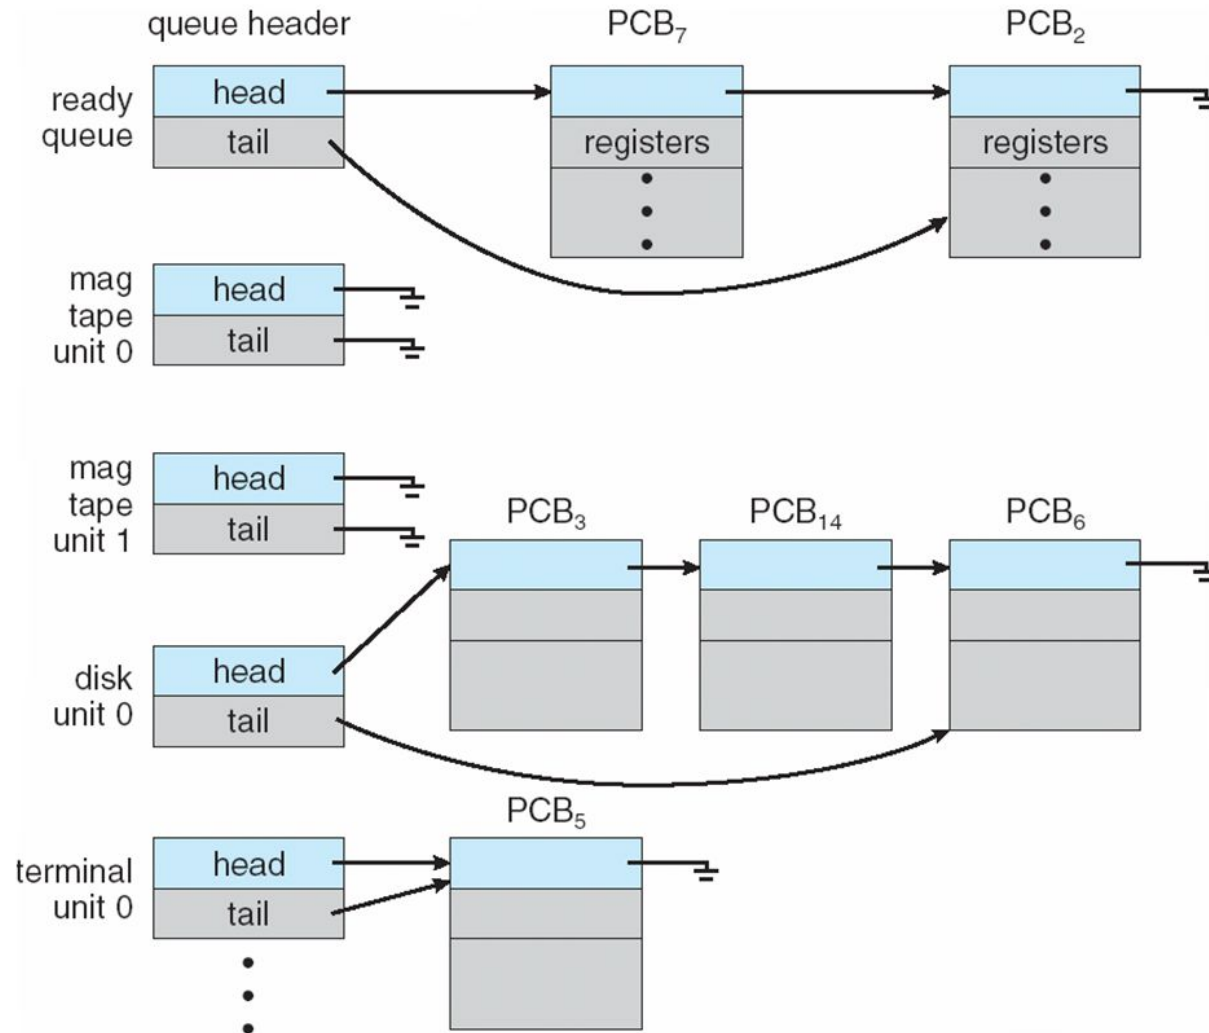 queue header
PCB₇
PCB₂
ready
queue
head
tail
registers
registers
mag
tape
unit 0
head
tail
mag
tape
unit 1
head
tail
PCB₃
PCB₁₄
PCB₆
disk
unit 0
head
tail
PCB₅
terminal
unit 0
head
tail